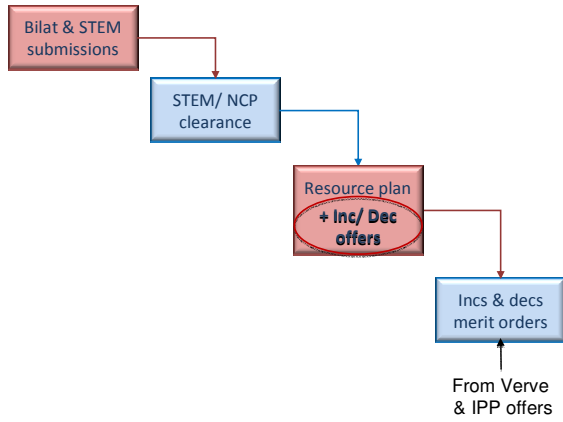 Bilat & STEM
submissions
STEM/ NCP
clearance
Resource plan
+ Inc/ Dec
offers
Incs & decs
merit orders
From Verve
& IPP offers